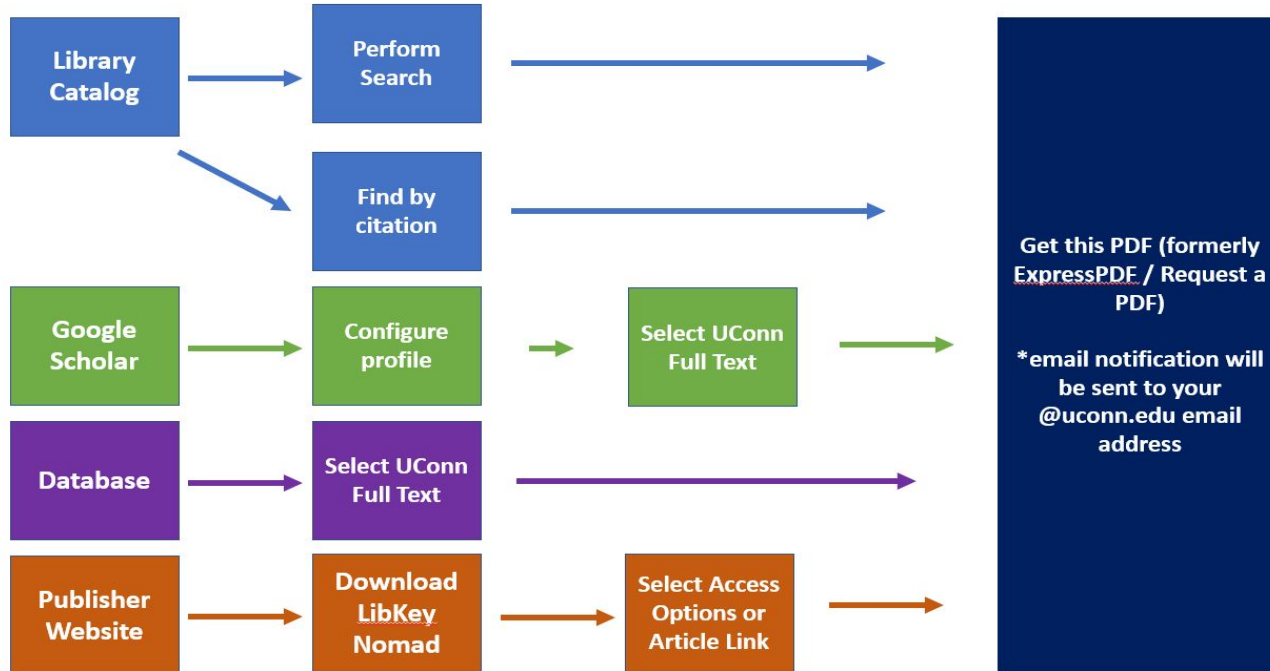 Library
Catalog
Perform
Search
Find by
citation
Google
Scholar
Configure
profile
Select UConn
Full Text
Database
Select UConn
Full Text
Publisher
Website
Download
LibKey
Nomad
Select Access
Options or
Article Link
Get this PDF (formerly
ExpressPDF / Request a
PDF)
*email notification will
be sent to your
@uconn.edu email
address